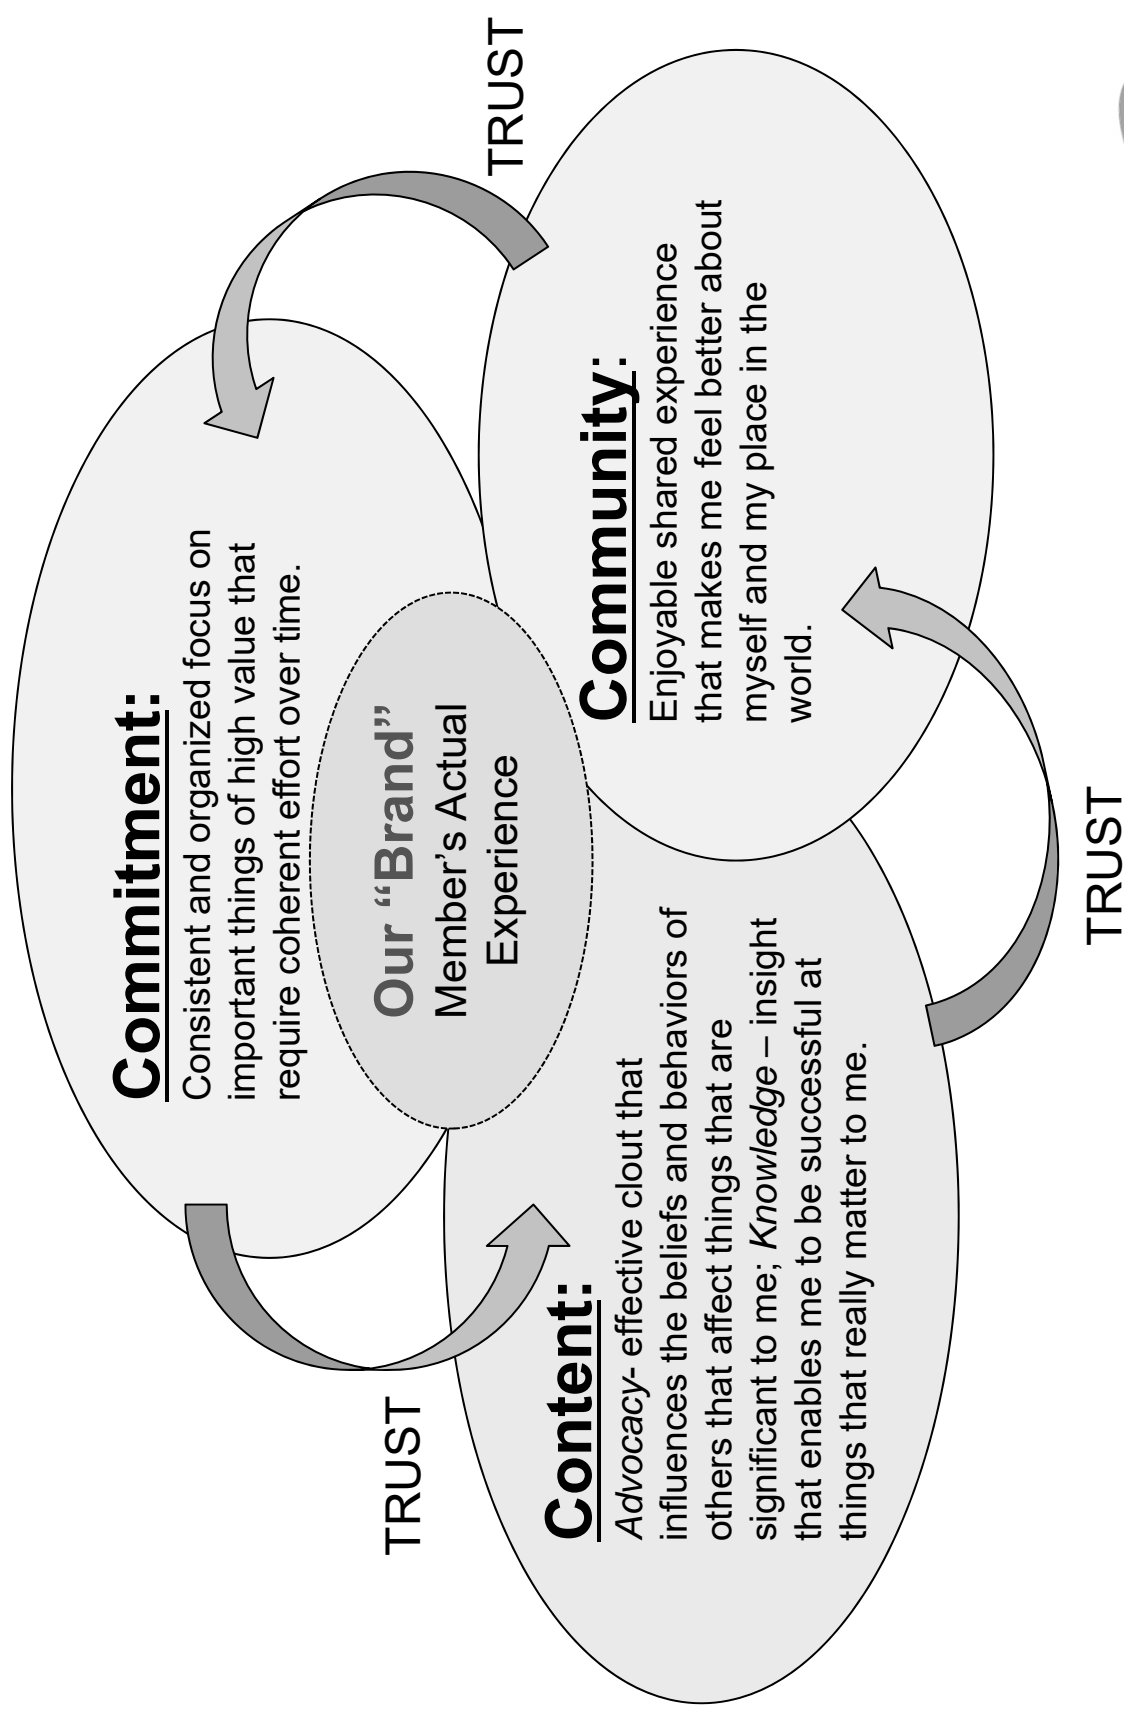 Commitment:
Consistent and organized focus on
important things of high value that
require coherent effort over time.
TRUST
TRUST
Our “Brand”
Member’s Actual
Experience
Content:
Advocacy- effective clout that
influences the beliefs and behaviors of
others that affect things that are
significant to me; Knowledge – insight
that enables me to be successful at
things that really matter to me.
Community:
Enjoyable shared experience
that makes me feel better about
myself and my place in the
world.
TRUST